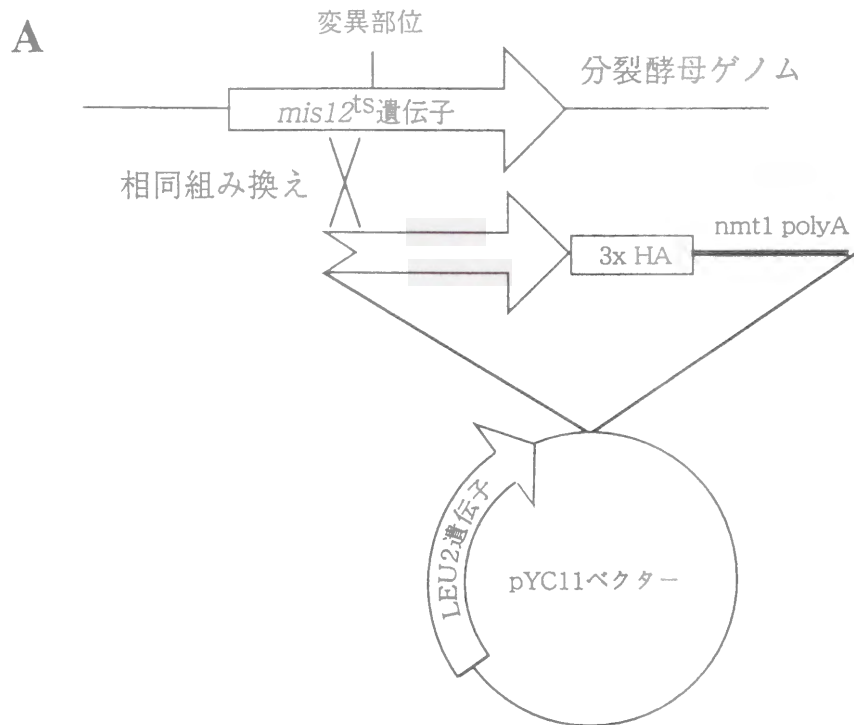 A
変異部位
分裂酵母ゲノム
mis12ts遺伝子
相同組み換え
nmt1 polyA
3x HA
LEU2遺伝子
pYC11ベクター